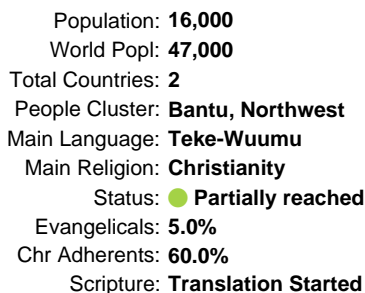 Population: 16,000
World Popl: 47,000
Total Countries: 2
People Cluster: Bantu, Northwest
Main Language: Teke-Wuumu
Main Religion: Christianity
Status: Partially reached
Evangelicals: 5.0%
Chr Adherents: 60.0%
Scripture: Translation Started